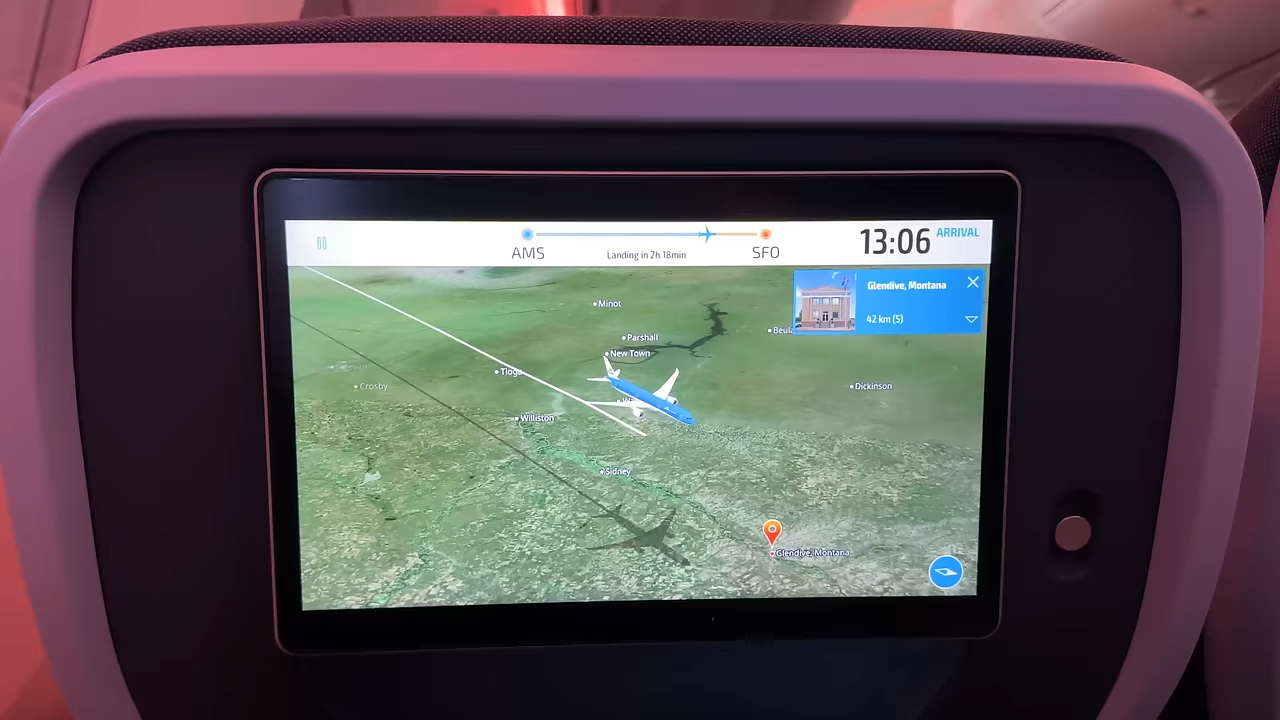 AMS
Landing in 2h 18min
SFO
13:06 ARRIVAL
Glendive, Montana
42 km (S)
Minot
Parshall
Beula
New Town
Tioga
Crosby
Dickinson
Williston
Sidney
Glendive, Montana